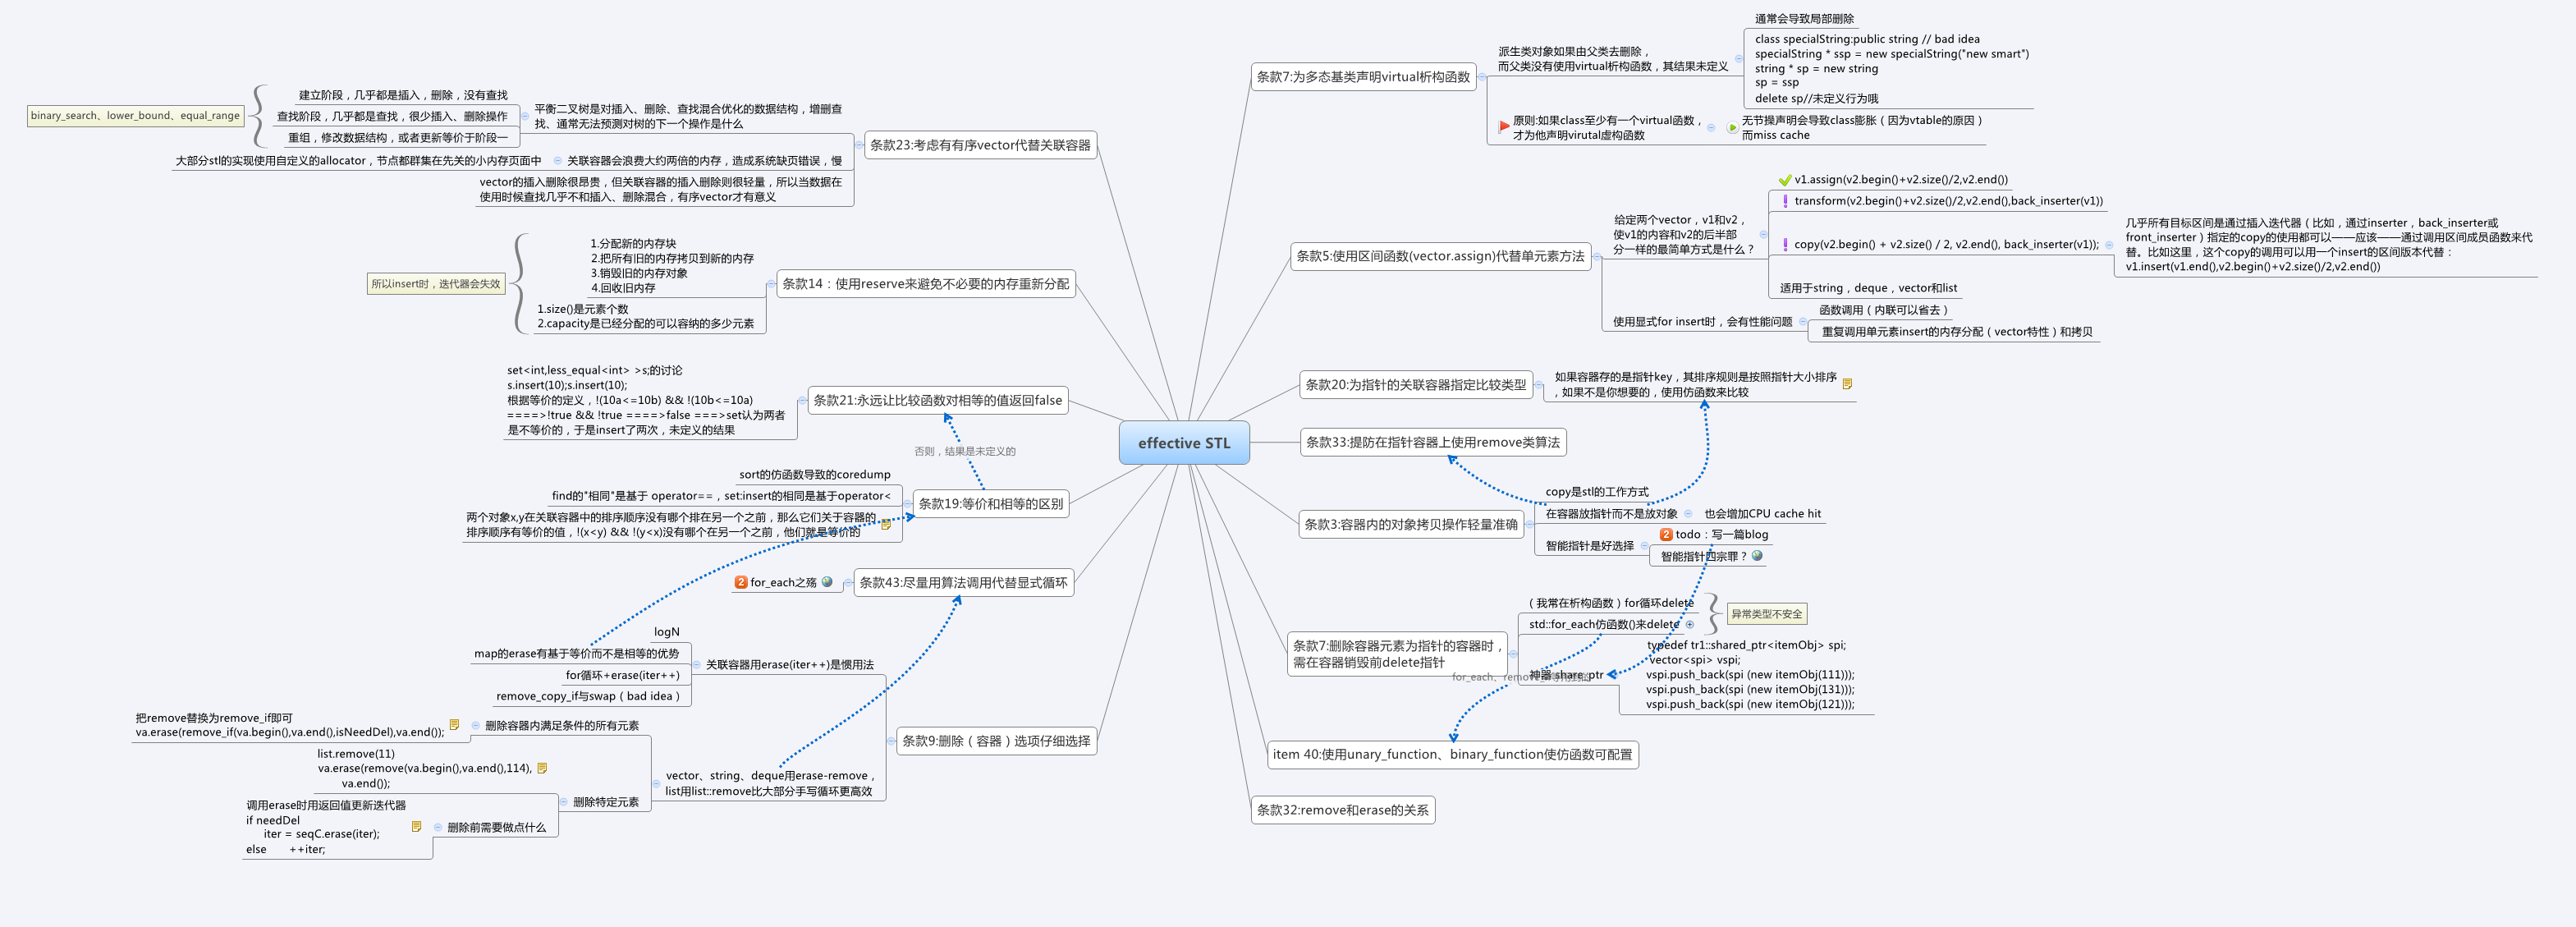 effective STL
条款7:为多态基类声明virtual析构函数
派生类对象如果由父类去删除，
而父类没有使用virtual析构函数，其结果未定义
通常会导致局部删除
class specialString:public string // bad idea
specialString * ssp = new specialString("new smart")
string * sp = new string
sp = ssp
delete sp//未定义行为哦
原则:如果class至少有一个virtual函数，
才为他声明virutal虚构函数
无节操声明会导致class膨胀（因为vtable的原因）
而miss cache
条款5:使用区间函数(vector.assign)代替单元素方法
给定两个vector，v1和v2，
使v1的内容和v2的后半部
分一样的最简单方式是什么？
v1.assign(v2.begin()+v2.size()/2,v2.end())
transform(v2.begin()+v2.size()/2,v2.end(),back_inserter(v1))
copy(v2.begin() + v2.size() / 2, v2.end(), back_inserter(v1));
几乎所有目标区间是通过插入迭代器（比如，通过inserter，back_inserter或
front_inserter）指定的copy的使用都可以——应该——通过调用区间成员函数来代
替。比如这里，这个copy的调用可以用一个insert的区间版本代替：
v1.insert(v1.end(),v2.begin()+v2.size()/2,v2.end())
适用于string，deque，vector和list
使用显式for insert时，会有性能问题
函数调用（内联可以省去）
重复调用单元素insert的内存分配（vector特性）和拷贝
条款20:为指针的关联容器指定比较类型
如果容器存的是指针key，其排序规则是按照指针大小排序
，如果不是你想要的，使用仿函数来比较
条款33:提防在指针容器上使用remove类算法
条款3:容器内的对象拷贝操作轻量准确
copy是stl的工作方式
在容器放指针而不是放对象
也会增加CPU cache hit
智能指针是好选择
2 todo：写一篇blog
智能指针四宗罪？
条款7:删除容器元素为指针的容器时，
需在容器销毁前delete指针
（我常在析构函数）for循环delete
std::for_each仿函数()来delete
异常类型不安全
神器 share_ptr
typedef tr1::shared_ptr<itemObj> spi;
vector<spi> vspi;
vspi.push_back(spi (new itemObj(111)));
vspi.push_back(spi (new itemObj(131)));
vspi.push_back(spi (new itemObj(121)));
for_each、remove_
item 40:使用unary_function、binary_function使仿函数可配置
条款32:remove和erase的关系
条款23:考虑有有序vector代替关联容器
平衡二叉树是对插入、删除、查找混合优化的数据结构，增删查
找、通常无法预测对树的下一个操作是什么
建立阶段，几乎都是插入，删除，没有查找
查找阶段，几乎都是查找，很少插入、删除操作
重组，修改数据结构，或者更新等价于阶段一
binary_search、lower_bound、equal_range
关联容器会浪费大约两倍的内存，造成系统缺页错误，慢
大部分stl的实现使用自定义的allocator，节点都群集在先关的小内存页面中
vector的插入删除很昂贵，但关联容器的插入删除则很轻量，所以当数据在
使用时候查找几乎不和插入、删除混合，有序vector才有意义
条款14：使用reserve来避免不必要的内存重新分配
1.分配新的内存块
2.把所有旧的内存拷贝到新的内存
3.销毁旧的内存对象
4.回收旧内存
1.size()是元素个数
2.capacity是已经分配的可以容纳的多少元素
所以insert时，迭代器会失效
条款21:永远让比较函数对相等的值返回false
set<int,less_equal<int> >s;的讨论
s.insert(10);s.insert(10);
根据等价的定义，!(10a<=10b) && !(10b<=10a)
====>!true && !true ====>false ===>set认为两者
是不等价的，于是insert了两次，未定义的结果
否则，结果是未定义的
条款19:等价和相等的区别
sort的仿函数导致的coredump
find的"相同"是基于 operator==，set:insert的相同是基于operator<
两个对象x,y在关联容器中的排序顺序没有哪个排在另一个之前，那么它们关于容器的
排序顺序有等价的值，!(x<y) && !(y<x)没有哪个在另一个之前，他们就是等价的
条款43:尽量用算法调用代替显式循环
2 for_each之殇
条款9:删除（容器）选项仔细选择
关联容器用erase(iter++)是惯用法
logN
map的erase有基于等价而不是相等的优势
for循环+erase(iter++)
remove_copy_if与swap（bad idea）
vector、string、deque用erase-remove，
list用list::remove比大部分手写循环更高效
删除容器内满足条件的所有元素
把remove替换为remove_if即可
va.erase(remove_if(va.begin(),va.end(),isNeedDel),va.end());
删除特定元素
list.remove(11)
va.erase(remove(va.begin(),va.end(),114),
va.end());
删除前需要做点什么
调用erase时用返回值更新迭代器
if needDel
iter = seqC.erase(iter);
else ++iter;